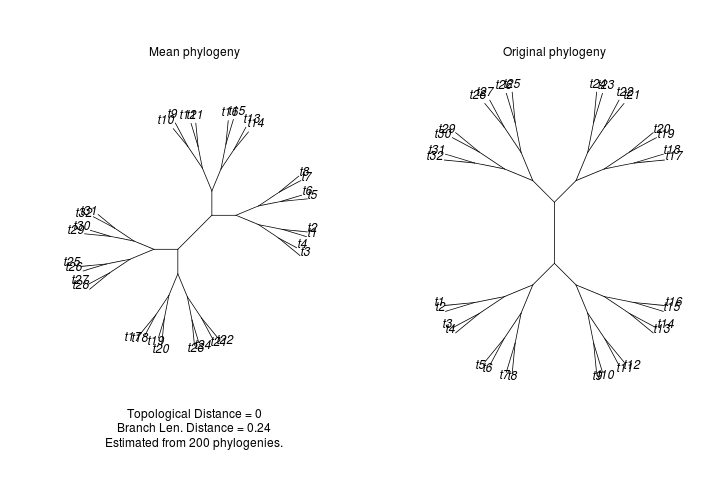 Mean phylogeny
Original phylogeny
t9
t10
t12
t11
t16
t15
t13
t14
t8
t7
t6
t5
t2
t1
t4
t3
t31
t32
t30
t29
t25
t26
t27
t28
t17
t18
t19
t20
t23
t24
t21
t22
t28
t27
t26
t25
t24
t23
t22
t21
t29
t30
t31
t32
t20
t19
t18
t17
t1
t2
t3
t4
t5
t6
t7
t8
t16
t15
t14
t13
t9
t10
t11
t12
Topological Distance = 0
Branch Len. Distance = 0.24
Estimated from 200 phylogenies.